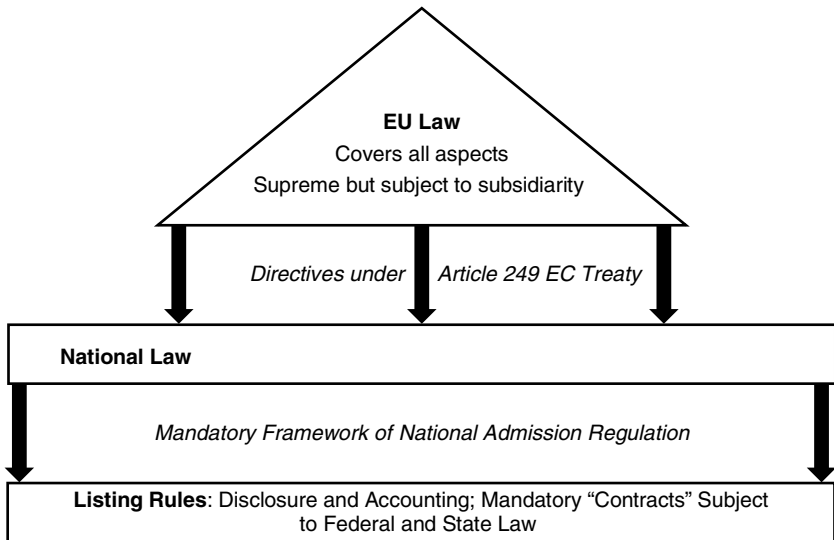 EU Law
Covers all aspects
Supreme but subject to subsidiarity
Directives under Article 249 EC Treaty
National Law
Mandatory Framework of National Admission Regulation
Listing Rules: Disclosure and Accounting; Mandatory “Contracts” Subject
to Federal and State Law